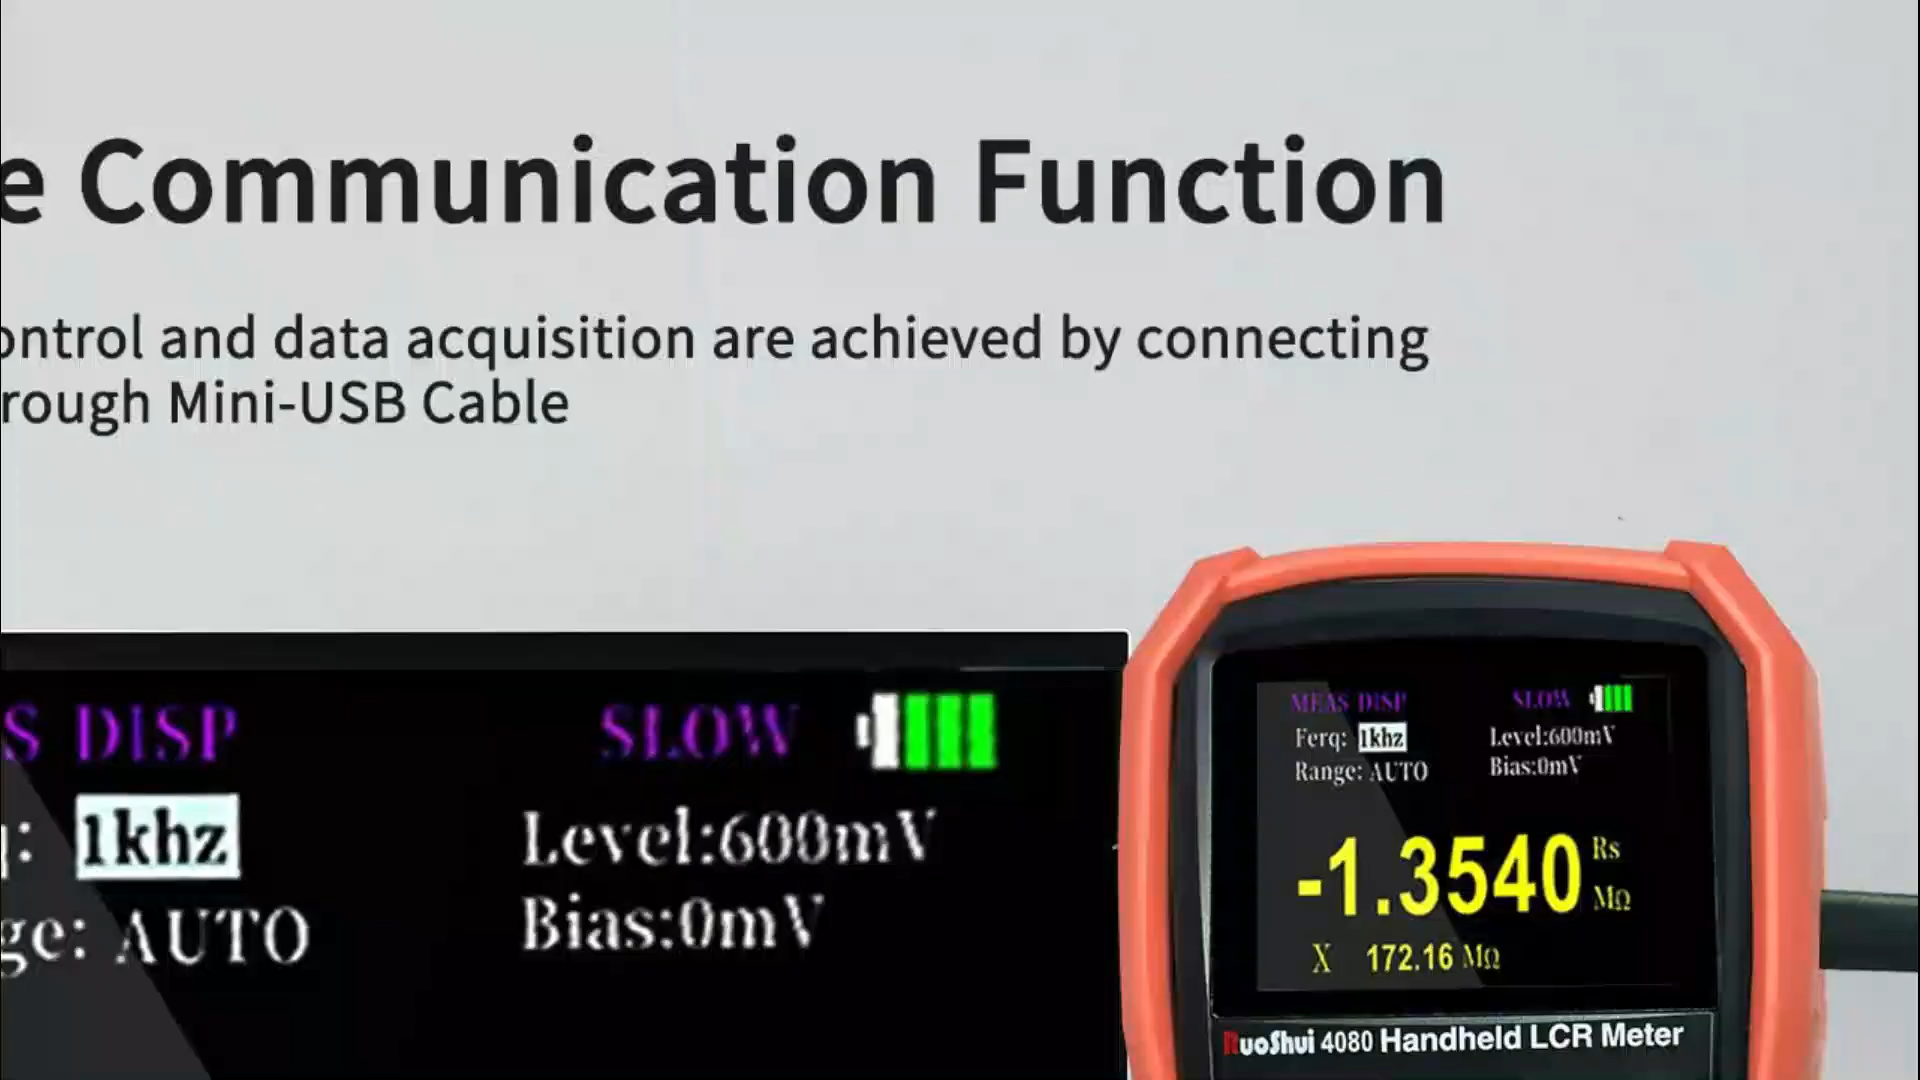 e Communication Function
ontrol and data acquisition are achieved by connecting
rough Mini-USB Cable
S DISP SLOW
: 1khz Level:600mV
ge: AUTO Bias:0mV
MEAS DISP SLOW
Ferq: 1khz Level:600mV
Range: AUTO Bias:0mV
-1.3540 Rs
MΩ
X 172.16 MΩ
RuoShui 4080 Handheld LCR Meter